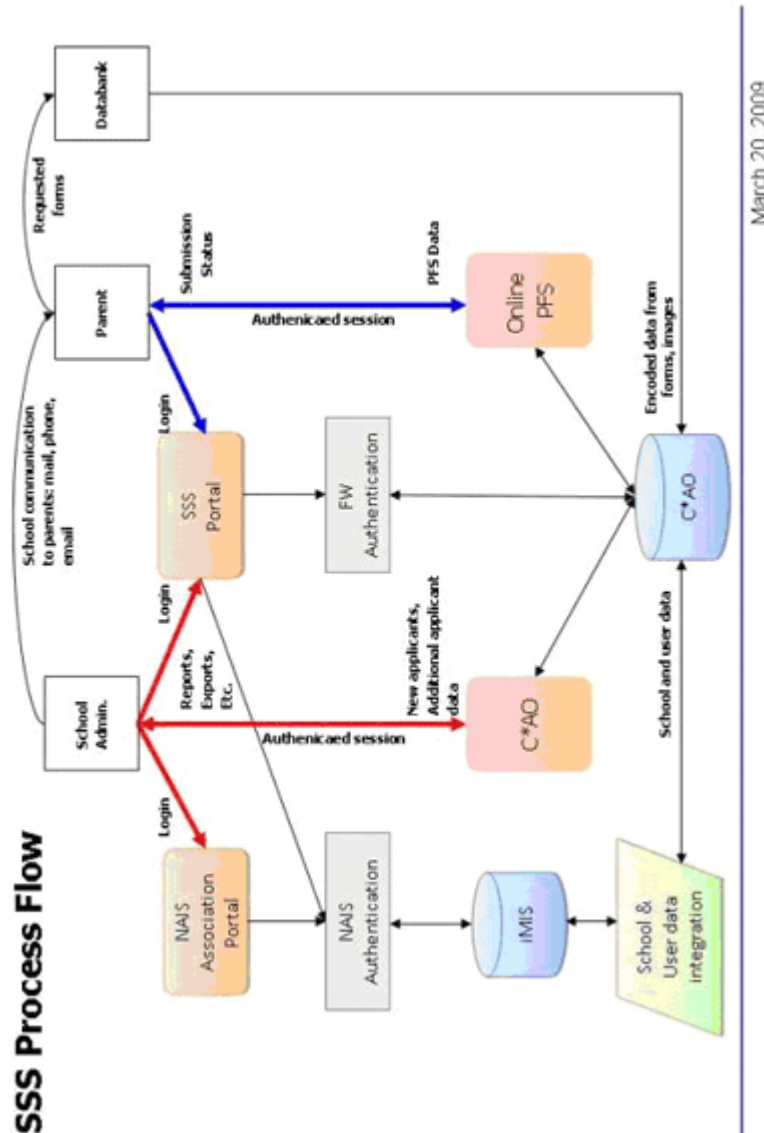 SSS Process Flow
School
Admin.
School communication
to parents: mail, phone,
email
Parent
Requested
forms
Databank
Login
Login
Login
NAIS
Association
Portal
Reports,
Exports,
Etc.
SSS
Portal
Submission
Status
Authenicaed session
Authenicaed session
NAIS
Authentication
FW
Authentication
New applicants,
Additional applicant
data
PFS Data
iMIS
C*AO
Online
PFS
School &
User data
integration
School and user data
C*AO
Encoded data from
forms, images
March 20, 2009